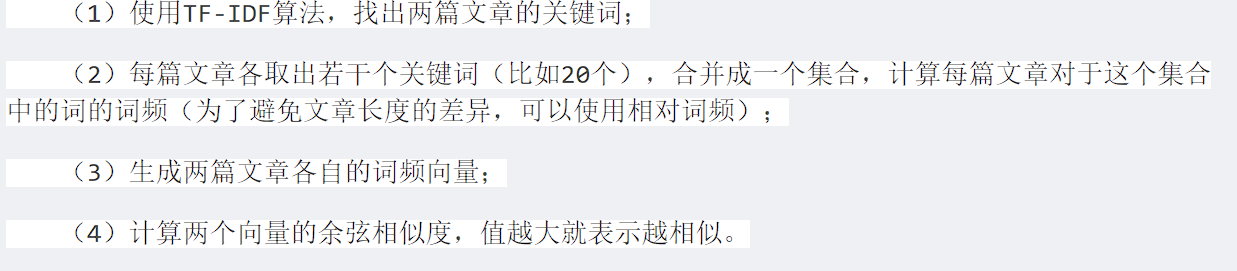 （1）使用TF-IDF算法，找出两篇文章的关键词；
（2）每篇文章各取出若干个关键词（比如20个），合并成一个集合，计算每篇文章对于这个集合
中的词的词频（为了避免文章长度的差异，可以使用相对词频）；
（3）生成两篇文章各自的词频向量；
（4）计算两个向量的余弦相似度，值越大就表示越相似。